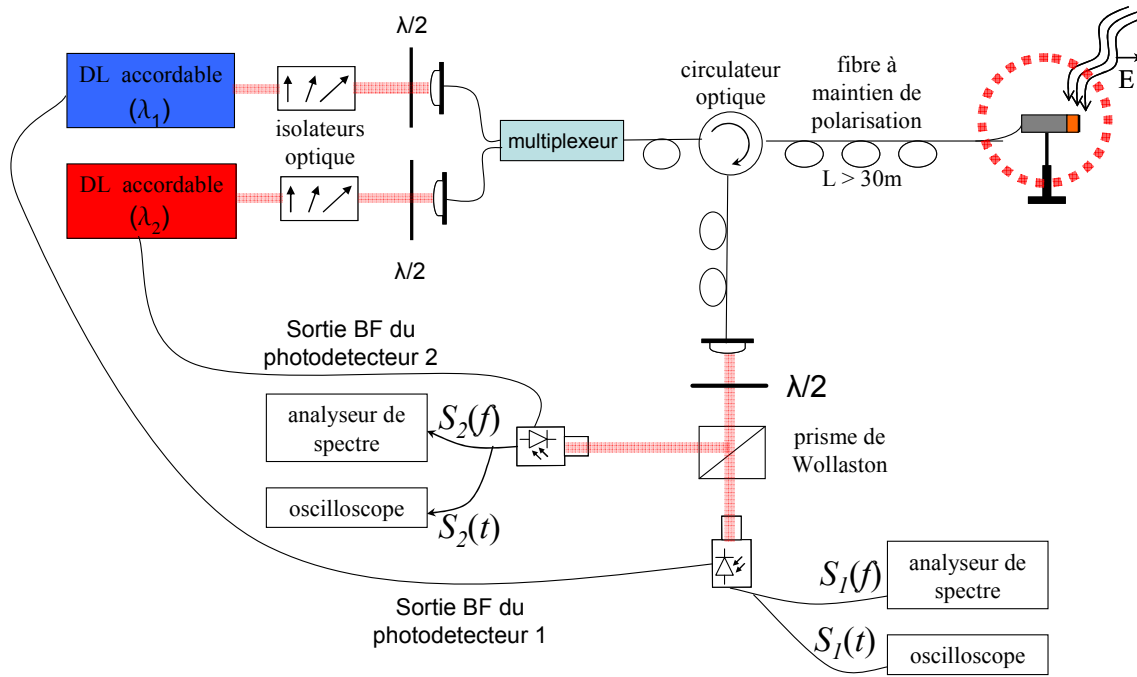 λ/2
DL accordable
(λ1)
isolateurs
optique
DL accordable
(λ2)
λ/2
multiplexeur
circulateur
optique
fibre à
maintien de
polarisation
L > 30m
E
Sortie BF du
photodetecteur 2
analyseur de
spectre
S2(f)
oscilloscope
S2(t)
λ/2
prisme de
Wollaston
Sortie BF du
photodetecteur 1
S1(f)
analyseur de
spectre
S1(t)
oscilloscope